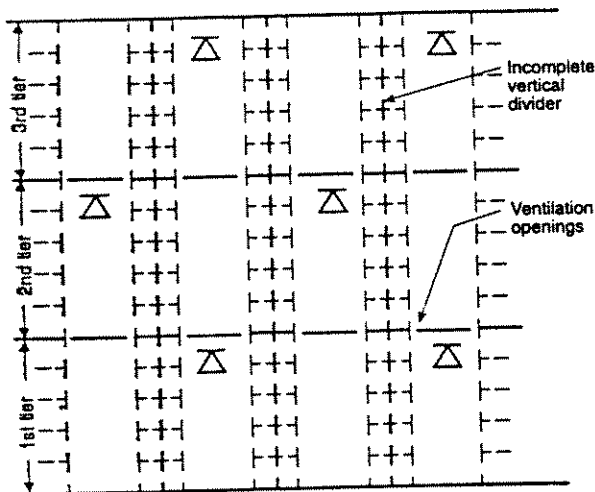 3rd tier
2nd tier
1st tier
Incomplete
vertical
divider
Ventilation
openings